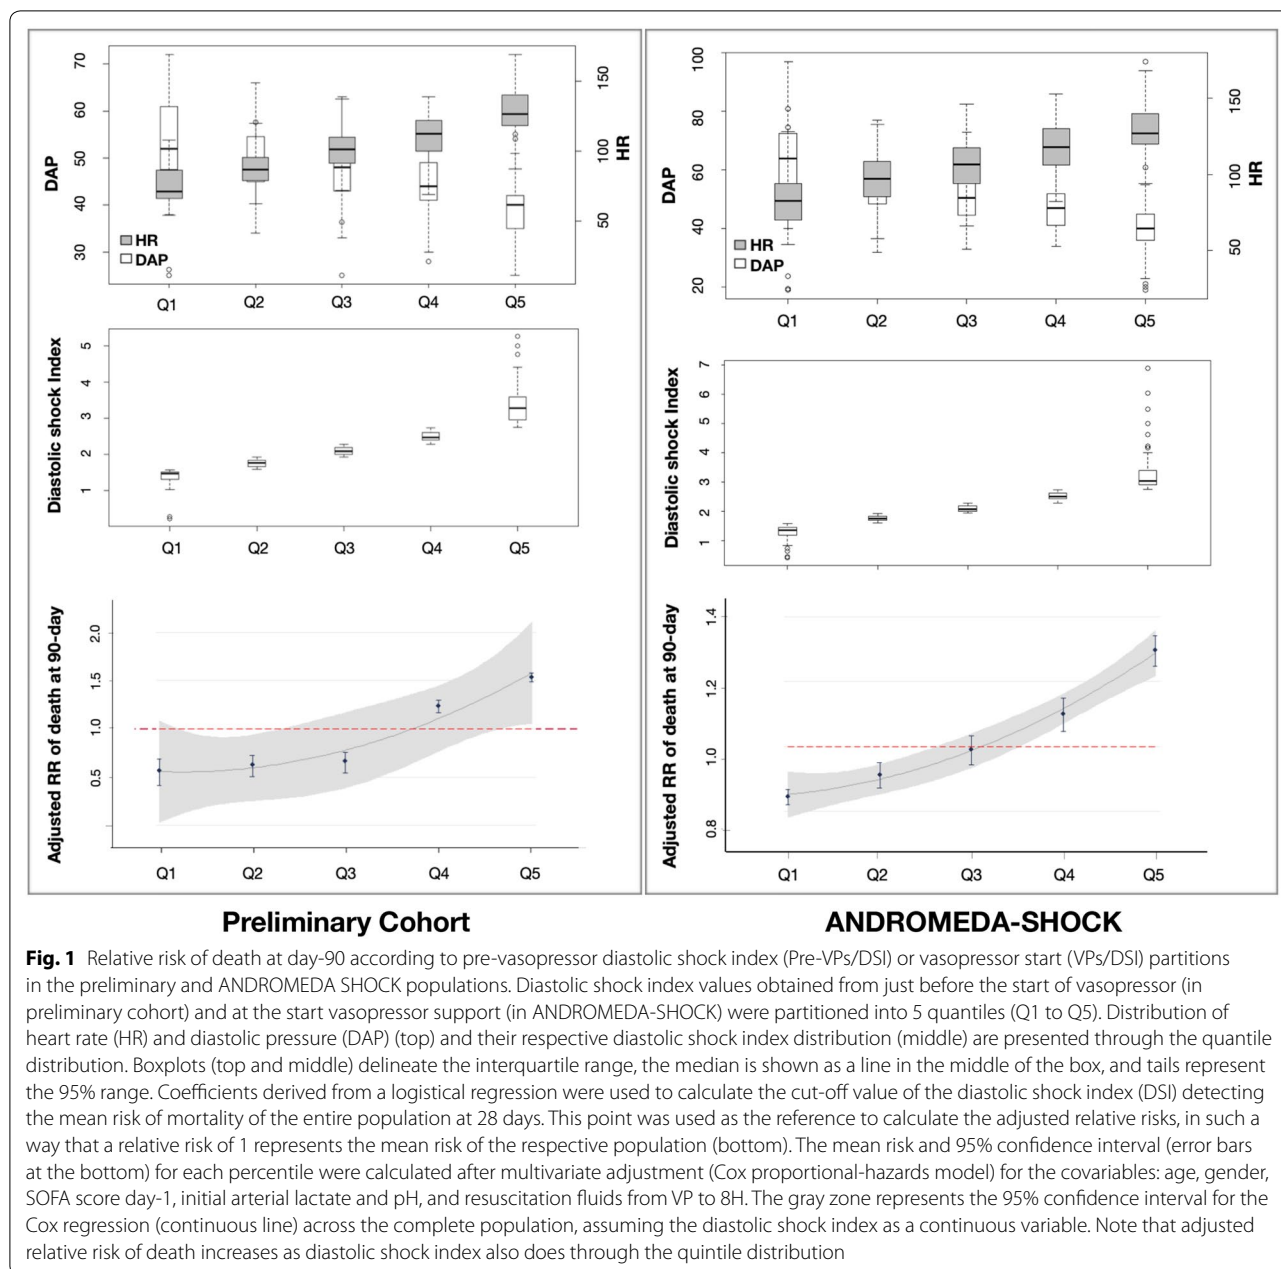 DAP
70
60
50
40
30
150
100
50
HR
HR
DAP
Q1 Q2 Q3 Q4 Q5
Diastolic shock Index
5
4
3
2
1
Q1 Q2 Q3 Q4 Q5
Adjusted RR of death at 90-day
2.0
1.5
1.0
0.5
Q1 Q2 Q3 Q4 Q5
Preliminary Cohort
DAP
100
80
60
40
20
150
100
50
HR
HR
DAP
Q1 Q2 Q3 Q4 Q5
Diastolic shock Index
7
6
5
4
3
2
1
Q1 Q2 Q3 Q4 Q5
Adjusted RR of death at 90-day
1.4
1.2
1.0
0.8
Q1 Q2 Q3 Q4 Q5
ANDROMEDA-SHOCK
Fig. 1 Relative risk of death at day-90 according to pre-vasopressor diastolic shock index (Pre-VPs/DSI) or vasopressor start (VPs/DSI) partitions
in the preliminary and ANDROMEDA SHOCK populations. Diastolic shock index values obtained from just before the start of vasopressor (in
preliminary cohort) and at the start vasopressor support (in ANDROMEDA-SHOCK) were partitioned into 5 quantiles (Q1 to Q5). Distribution of
heart rate (HR) and diastolic pressure (DAP) (top) and their respective diastolic shock index distribution (middle) are presented through the quantile
distribution. Boxplots (top and middle) delineate the interquartile range, the median is shown as a line in the middle of the box, and tails represent
the 95% range. Coefficients derived from a logistical regression were used to calculate the cut-off value of the diastolic shock index (DSI) detecting
the mean risk of mortality of the entire population at 28 days. This point was used as the reference to calculate the adjusted relative risks, in such a
way that a relative risk of 1 represents the mean risk of the respective population (bottom). The mean risk and 95% confidence interval (error bars
at the bottom) for each percentile were calculated after multivariate adjustment (Cox proportional-hazards model) for the covariables: age, gender,
SOFA score day-1, initial arterial lactate and pH, and resuscitation fluids from VP to 8H. The gray zone represents the 95% confidence interval for the
Cox regression (continuous line) across the complete population, assuming the diastolic shock index as a continuous variable. Note that adjusted
relative risk of death increases as diastolic shock index also does through the quintile distribution